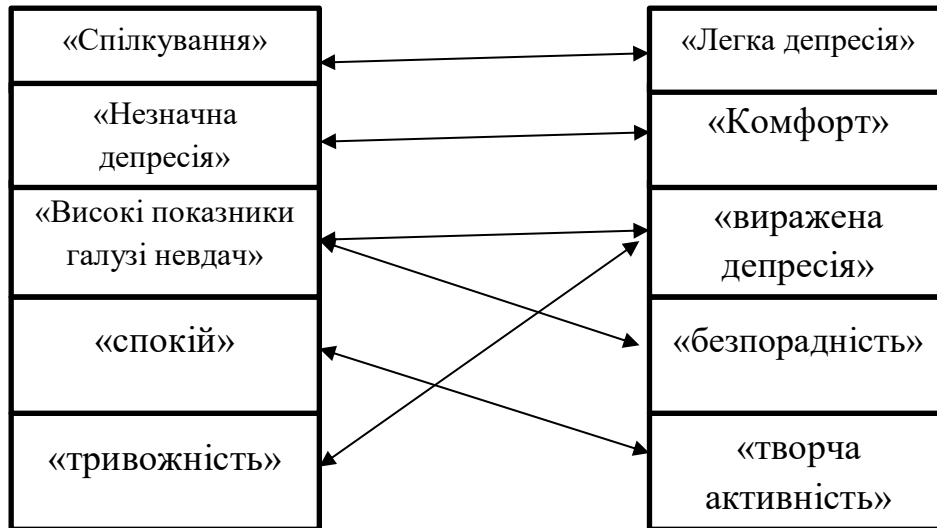 «Спілкування»
«Легка депресія»
«Незначна
депресія»
«Комфорт»
«Високі показники
галузі невдач»
«виражена
депресія»
«спокій»
«безпорадність»
«тривожність»
«творча
активність»